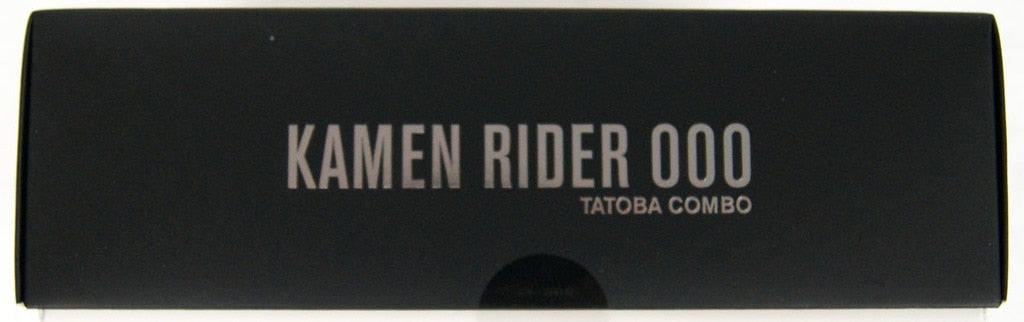 KAMEN RIDER OOO
TATOBA COMBO